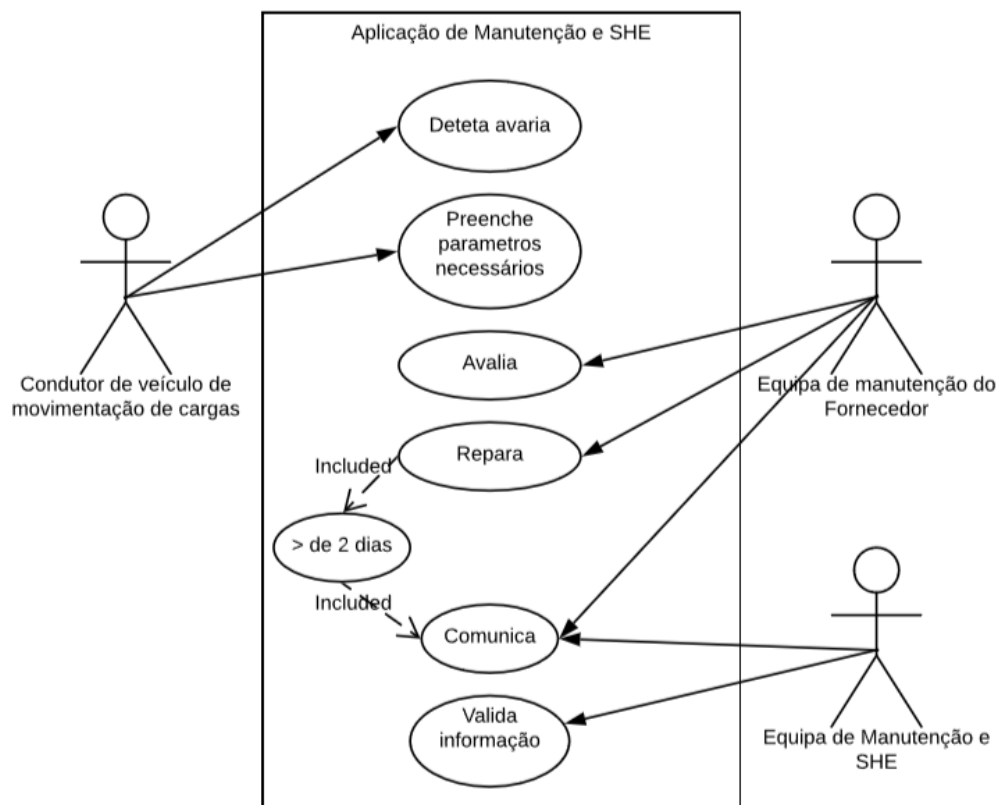 Aplicação de Manutenção e SHE
Deteta avaria
Preenche
parametros
necessários
Avalia
Condutor de veículo de
movimentação de cargas
Equipa de manutenção do
Fornecedor
Repara
Included
> de 2 dias
Included
Comunica
Valida
informação
Equipa de Manutenção e
SHE